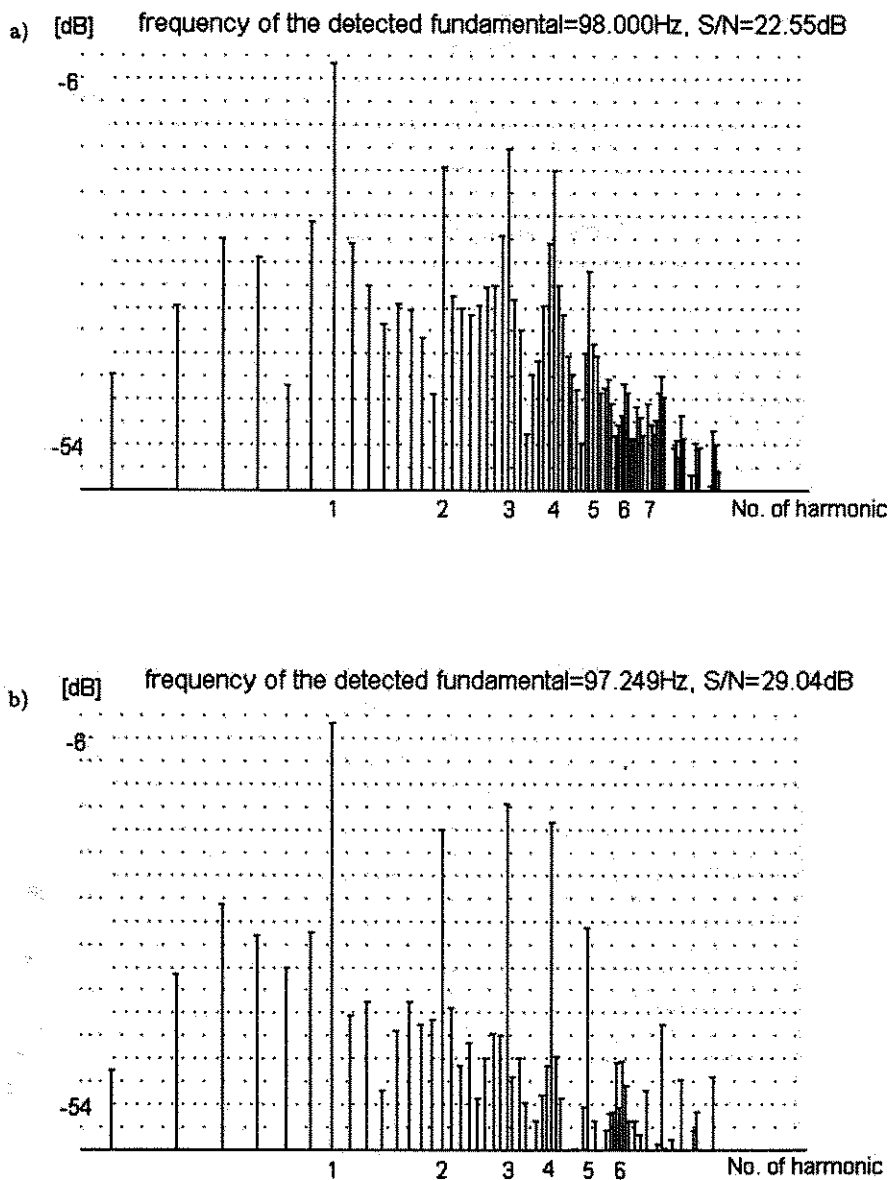 a) [dB] frequency of the detected fundamental=98.000Hz, S/N=22.55dB
-6
-54
1 2 3 4 5 6 7 No. of harmonic
b) [dB] frequency of the detected fundamental=97.249Hz, S/N=29.04dB
-6
-54
1 2 3 4 5 6 No. of harmonic